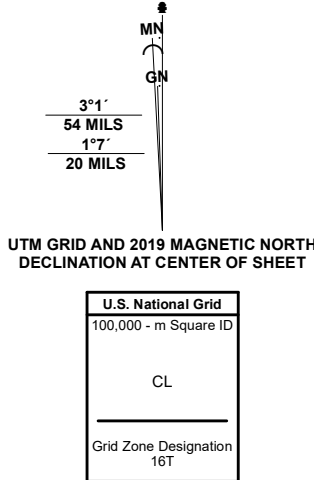 MN
GN
3°1´
54 MILS
1°7´
20 MILS
UTM GRID AND 2019 MAGNETIC NORTH
DECLINATION AT CENTER OF SHEET
U.S. National Grid
100,000 - m Square ID
CL
Grid Zone Designation
16T